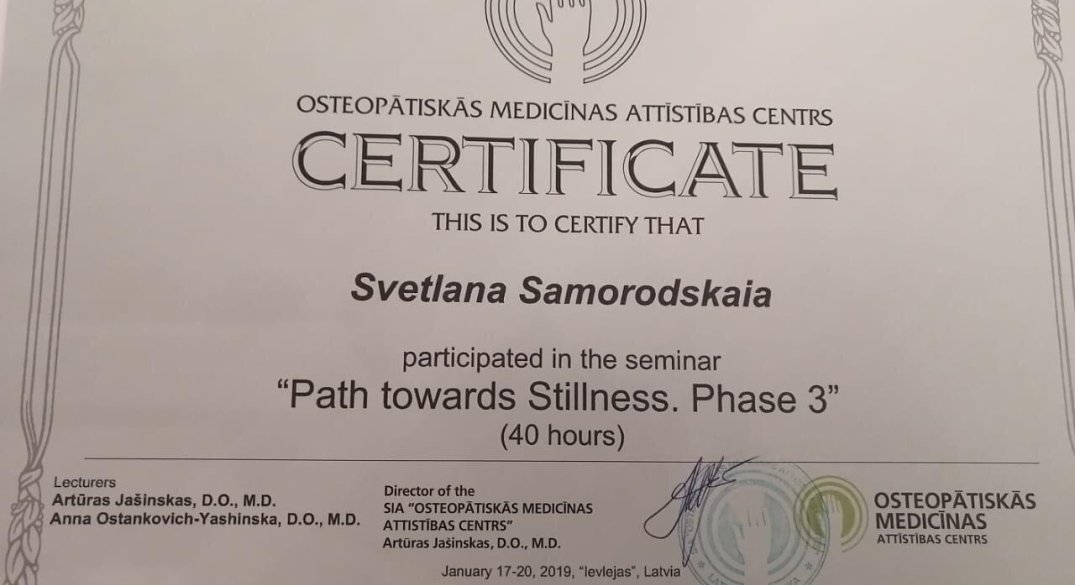 OSTEOPĀTISKĀS MEDICĪNAS ATTĪSTĪBAS CENTRS
CERTIFICATE
THIS IS TO CERTIFY THAT
Svetlana Samorodskaia
participated in the seminar
“Path towards Stillness. Phase 3”
(40 hours)
Lecturers
Artūras Jašinskas, D.O., M.D.
Anna Ostankovich-Yashinska, D.O., M.D.
Director of the
SIA "OSTEOPĀTISKĀS MEDICĪNAS
ATTĪSTĪBAS CENTRS"
Artūras Jašinskas, D.O., M.D.
OSTEOPĀTISKĀS
MEDICĪNAS
ATTĪSTĪBAS CENTRS
January 17-20, 2019, “Ievlejas”, Latvia